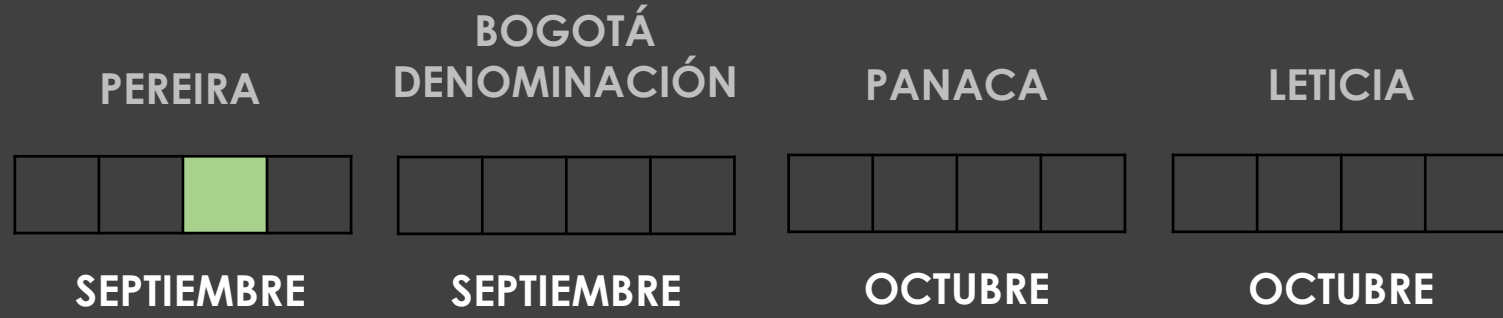 PEREIRA
BOGOTÁ
DENOMINACIÓN
PANACA
LETICIA
SEPTIEMBRE
SEPTIEMBRE
OCTUBRE
OCTUBRE